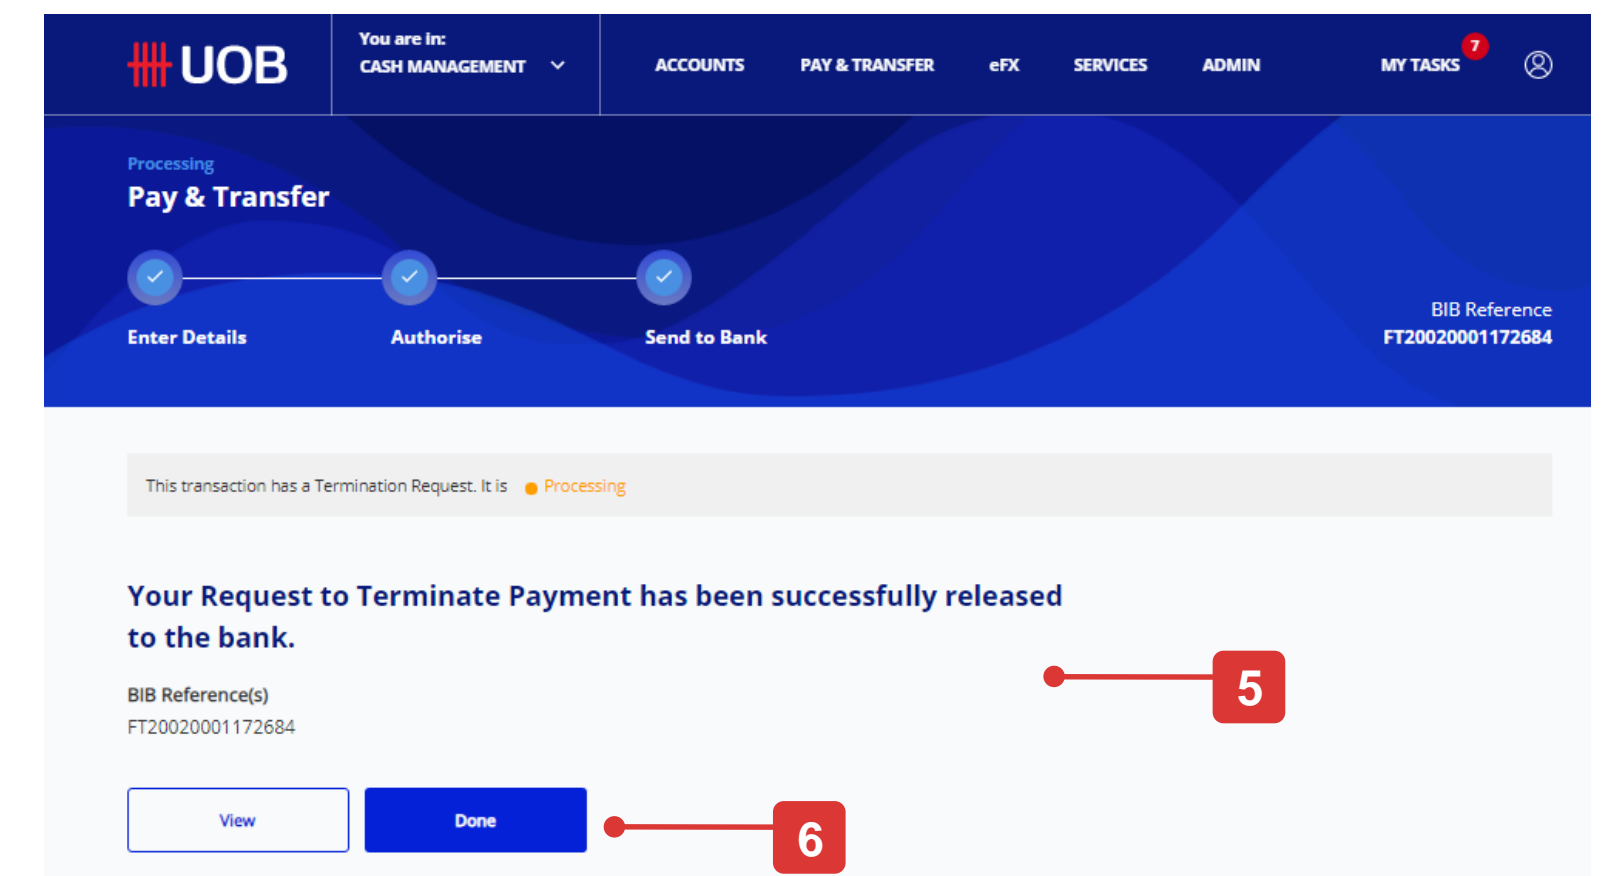 UOB
You are in:
CASH MANAGEMENT
ACCOUNTS
PAY & TRANSFER
eFX
SERVICES
ADMIN
MY TASKS
7
Processing
Pay & Transfer
Enter Details
Authorise
Send to Bank
BIB Reference
FT20020001172684
This transaction has a Termination Request. It is Processing
Your Request to Terminate Payment has been successfully released
to the bank.
5
BIB Reference(s)
FT20020001172684
View
Done
6